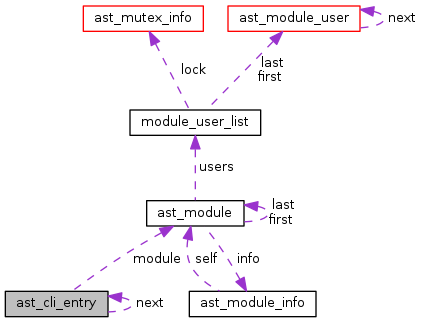 ast_mutex_info
ast_module_user
next
lock
last
first
module_user_list
users
ast_module
last
first
module
self
info
ast_cli_entry
next
ast_module_info